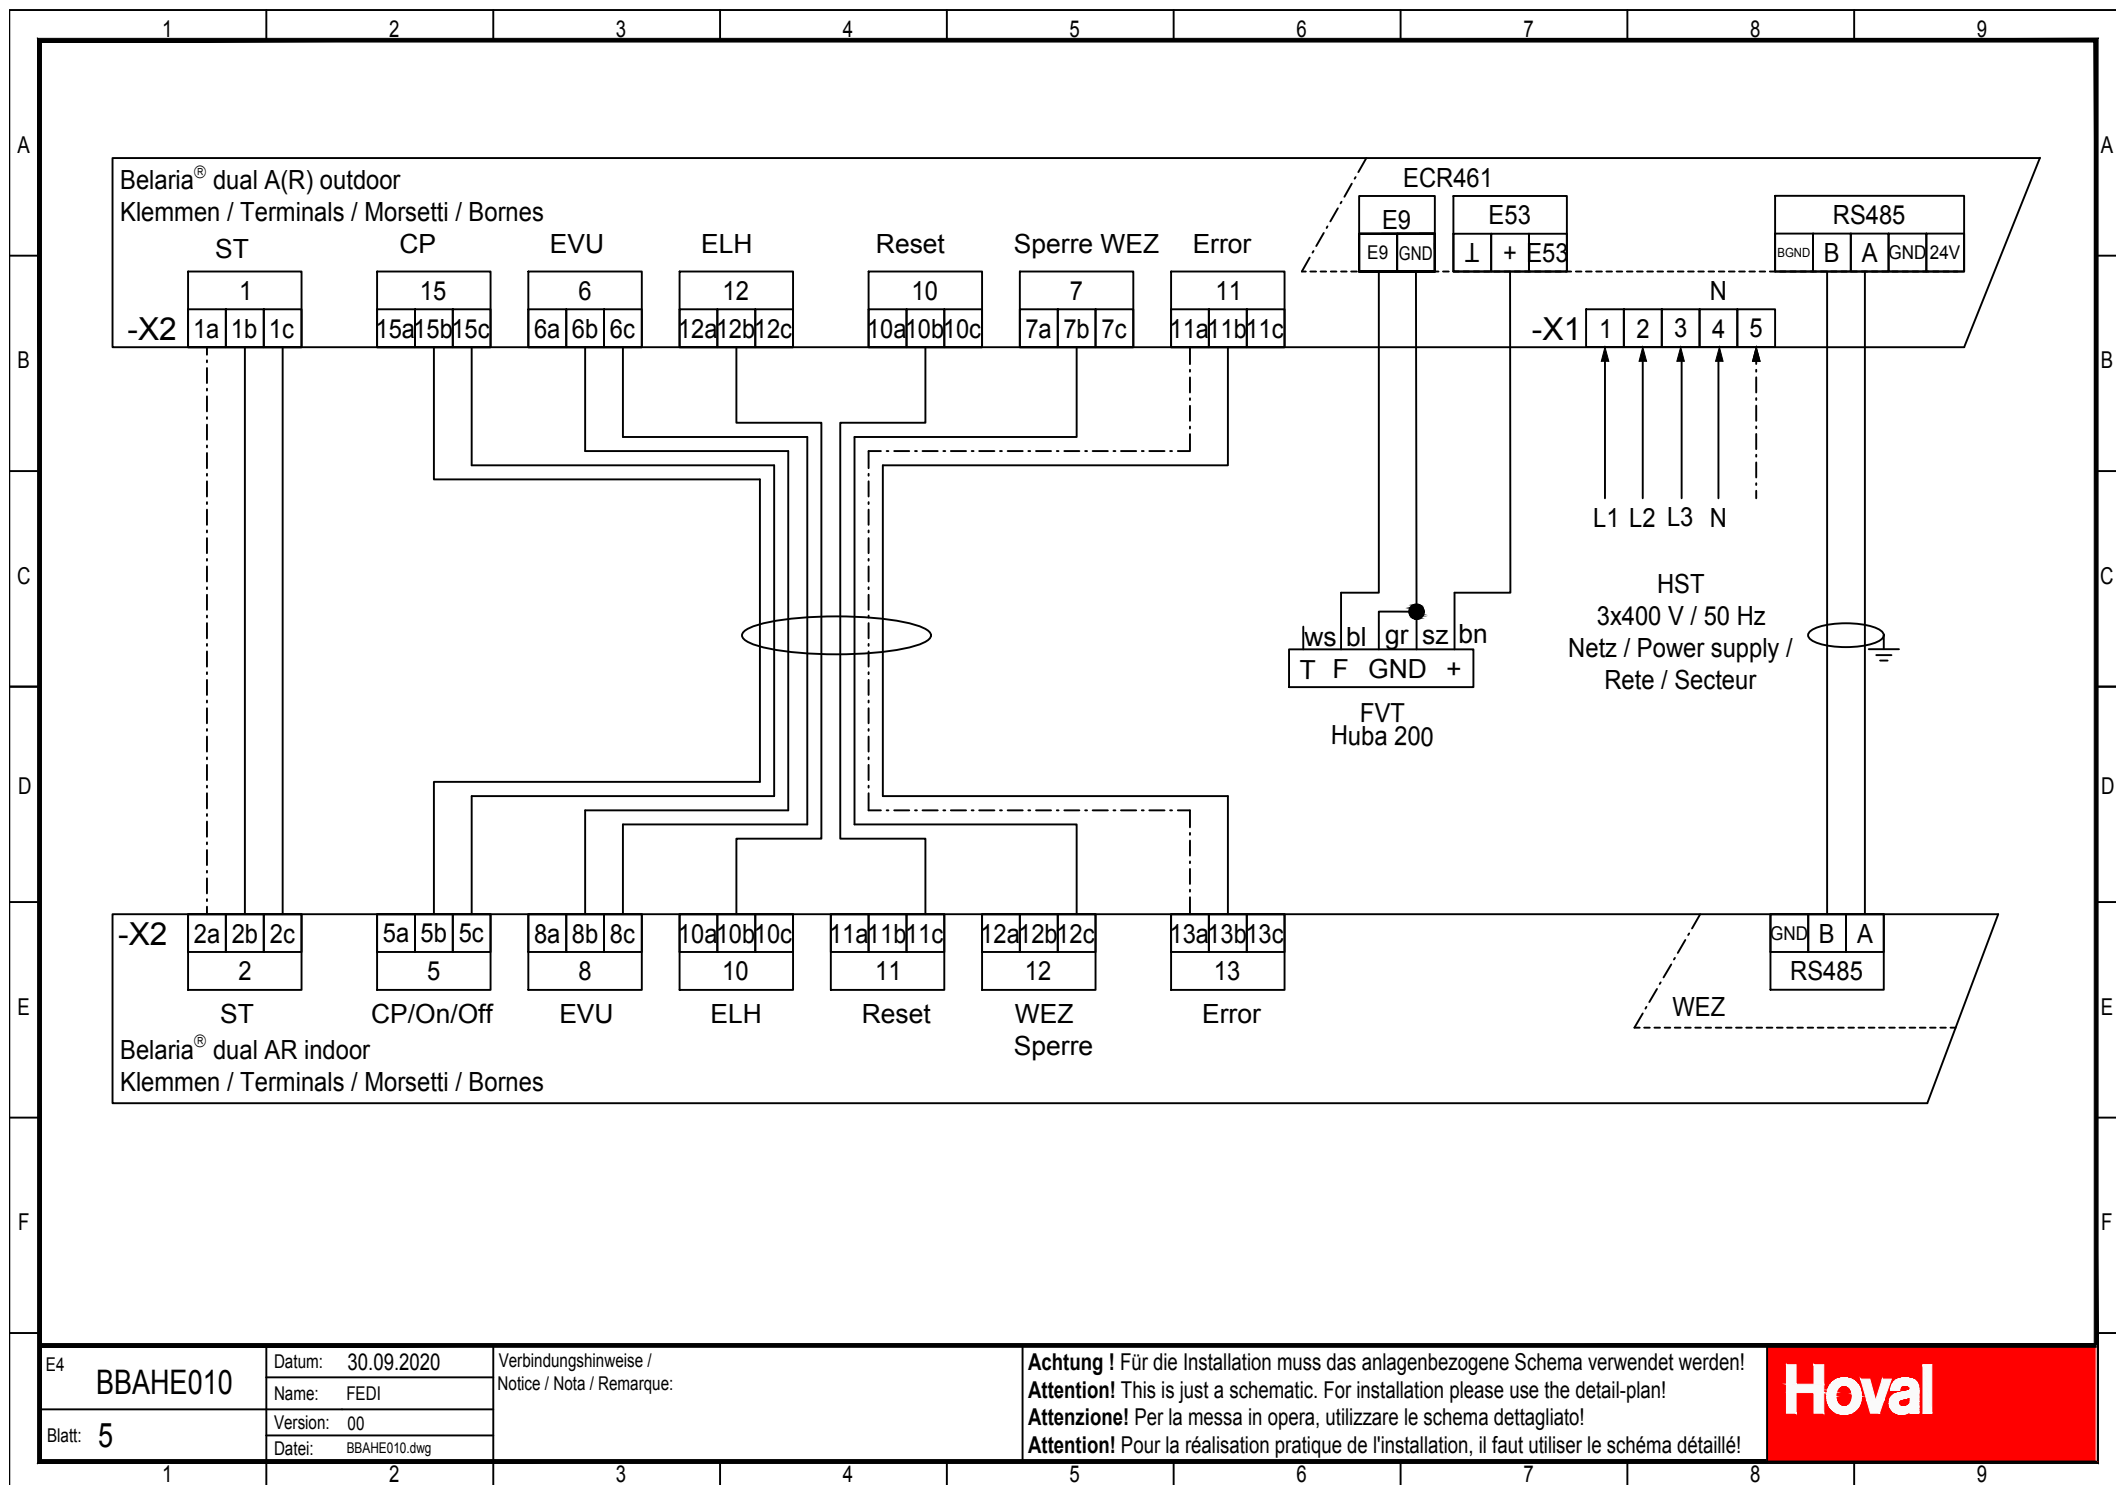 1 2 3 4 5 6 7 8 9
A A
Belaria® dual A(R) outdoor
Klemmen / Terminals / Morsetti / Bornes
ECR461
E9 E53 RS485
E9 GND ⊥ + E53 BGND B A GND 24V
ST CP EVU ELH Reset Sperre WEZ Error
1 15 6 12 10 7 11 N
-X2 1a 1b 1c 15a 15b 15c 6a 6b 6c 12a 12b 12c 10a 10b 10c 7a 7b 7c 11a 11b 11c -X1 1 2 3 4 5
B B
L1 L2 L3 N
C C
HST
3x400 V / 50 Hz
Netz / Power supply /
Rete / Secteur
ws bl gr sz bn
T F GND +
FVT
Huba 200
D D
-X2 2a 2b 2c 5a 5b 5c 8a 8b 8c 10a 10b 10c 11a 11b 11c 12a 12b 12c 13a 13b 13c GND B A
2 5 8 10 11 12 13 RS485
E E
ST CP/On/Off EVU ELH Reset WEZ Error WEZ
Sperre
Belaria® dual AR indoor
Klemmen / Terminals / Morsetti / Bornes
F F
E4 BBAHE010
Blatt: 5
Datum: 30.09.2020
Name: FEDI
Version: 00
Datei: BBAHE010.dwg
Verbindungshinweise /
Notice / Nota / Remarque:
Achtung ! Für die Installation muss das anlagenbezogene Schema verwendet werden!
Attention! This is just a schematic. For installation please use the detail-plan!
Attenzione! Per la messa in opera, utilizzare le schema dettagliato!
Attention! Pour la réalisation pratique de l'installation, il faut utiliser le schéma détaillé!
Hoval
1 2 3 4 5 6 7 8 9